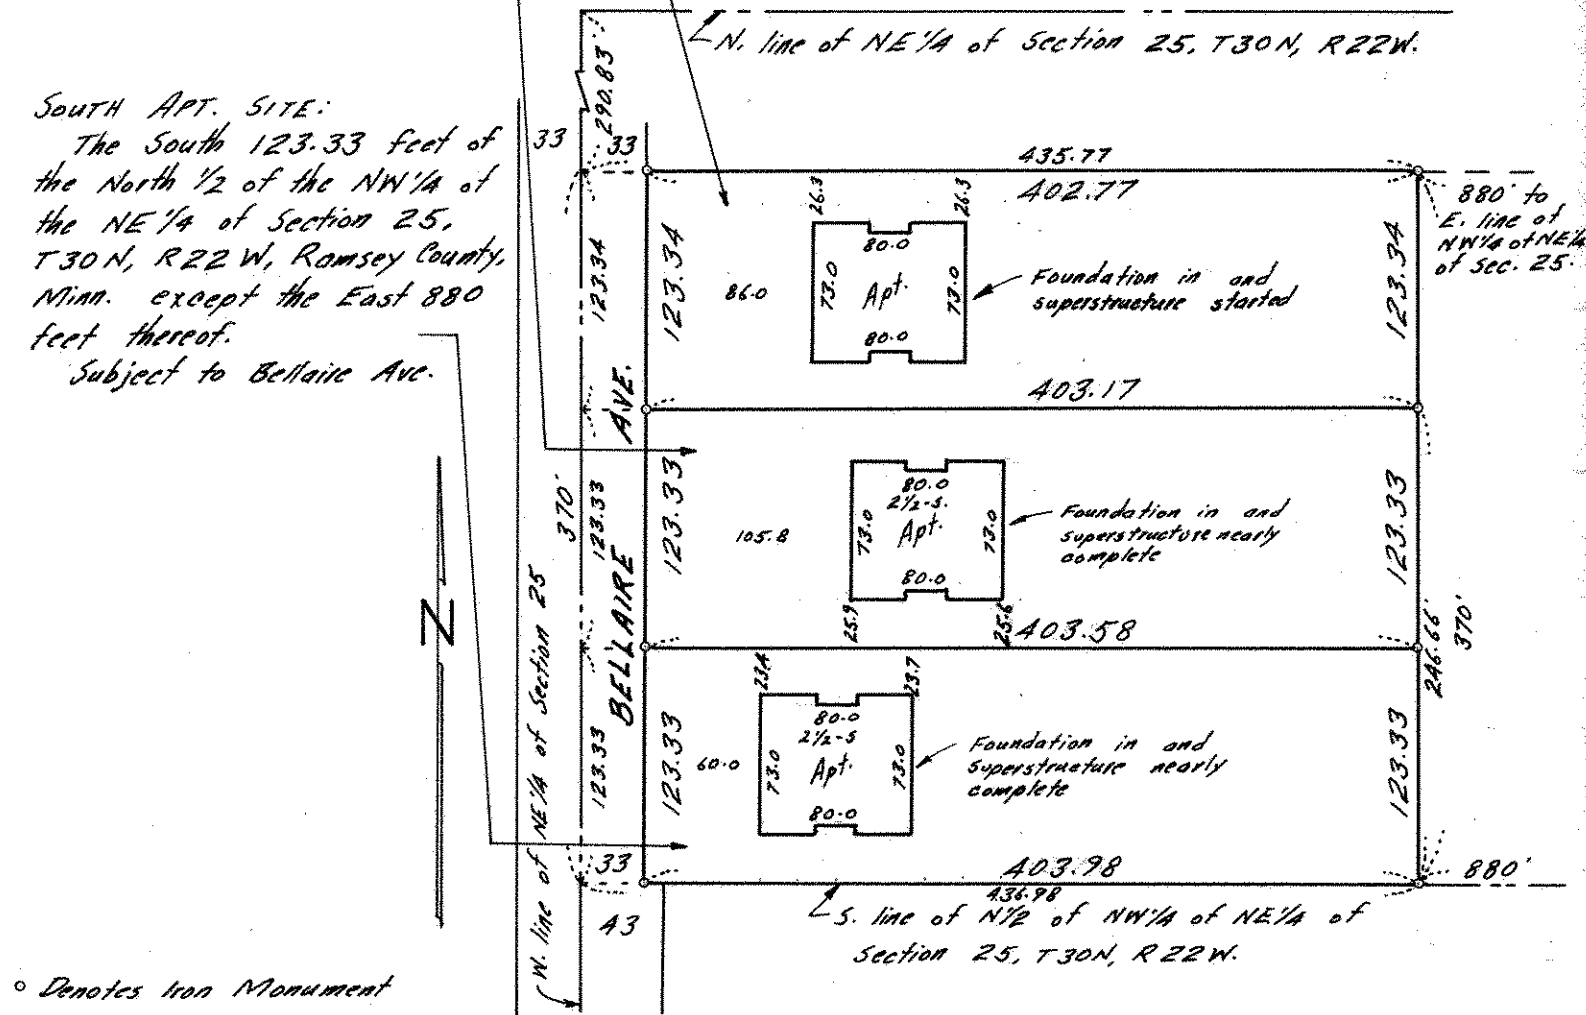 N. line of NE 1/4 of Section 25, T30N, R22W.
SOUTH APT. SITE:
The South 123.33 feet of
the North 1/2 of the NW 1/4 of
the NE 1/4 of Section 25,
T30N, R22W, Ramsey County,
Minn. except the East 880
feet thereof.
Subject to Bellaire Ave.
290.83
33
33
435.77
402.77
880' to
E. line of
NW 1/4 of NE 1/4
of Sec. 25.
26.3
26.3
123.34
123.34
86.0
80.0
73.0
Apt.
73.0
80.0
Foundation in and
superstructure started
123.34
403.17
BELLAIRE AVE.
370'
123.33
123.33
105.8
80.0
2 1/2-S.
73.0
Apt.
73.0
80.0
Foundation in and
superstructure nearly
complete
123.33
25.9
25.6
403.58
246.66'
370'
N
W. line of NE 1/4 of Section 25
123.33
123.33
60.0
23.4
23.7
80.0
2 1/2-S
73.0
Apt.
73.0
80.0
Foundation in and
Superstructure nearly
complete
123.33
33
403.98
436.98
880'
43
S. line of N 1/2 of NW 1/4 of NE 1/4 of
Section 25, T30N, R22W.
° Denotes Iron Monument